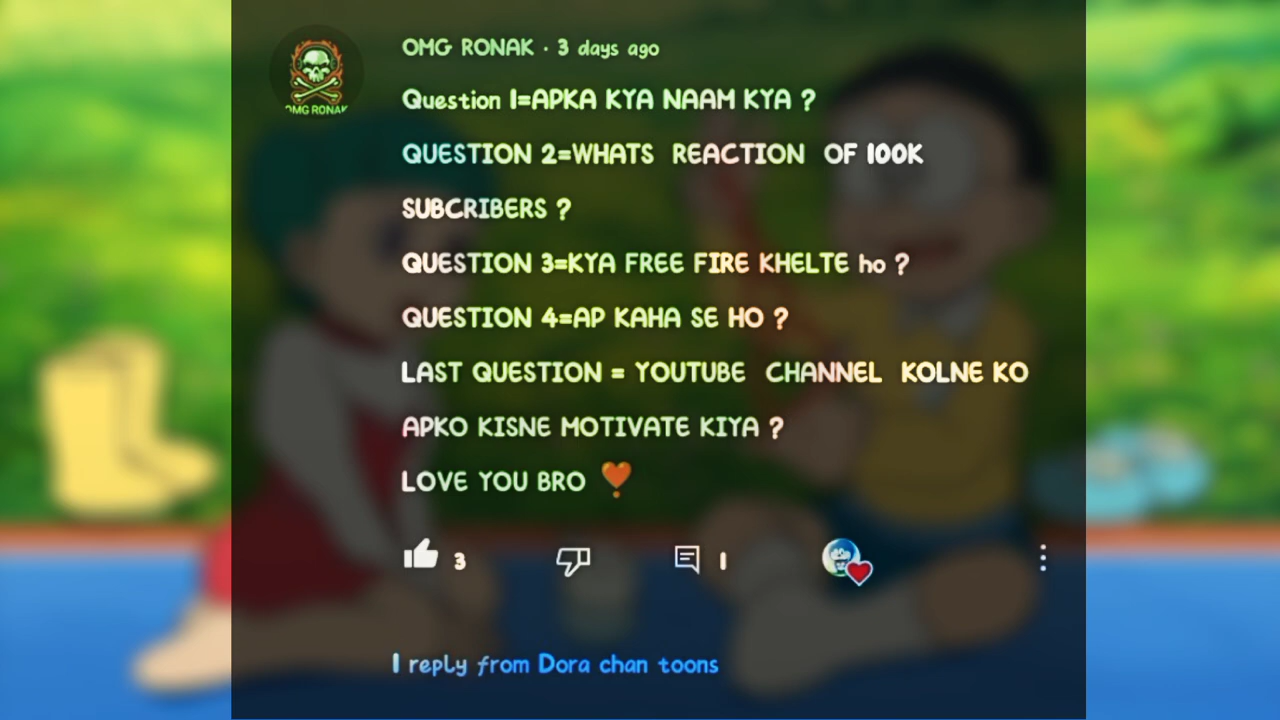 OMG RONAK · 3 days ago
OMG RONAK
Question 1=APKA KYA NAAM KYA ?
QUESTION 2=WHATS REACTION OF 100K
SUBCRIBERS ?
QUESTION 3=KYA FREE FIRE KHELTE ho ?
QUESTION 4=AP KAHA SE HO ?
LAST QUESTION = YOUTUBE CHANNEL KOLNE KO
APKO KISNE MOTIVATE KIYA ?
LOVE YOU BRO
3 1
1 reply from Dora chan toons